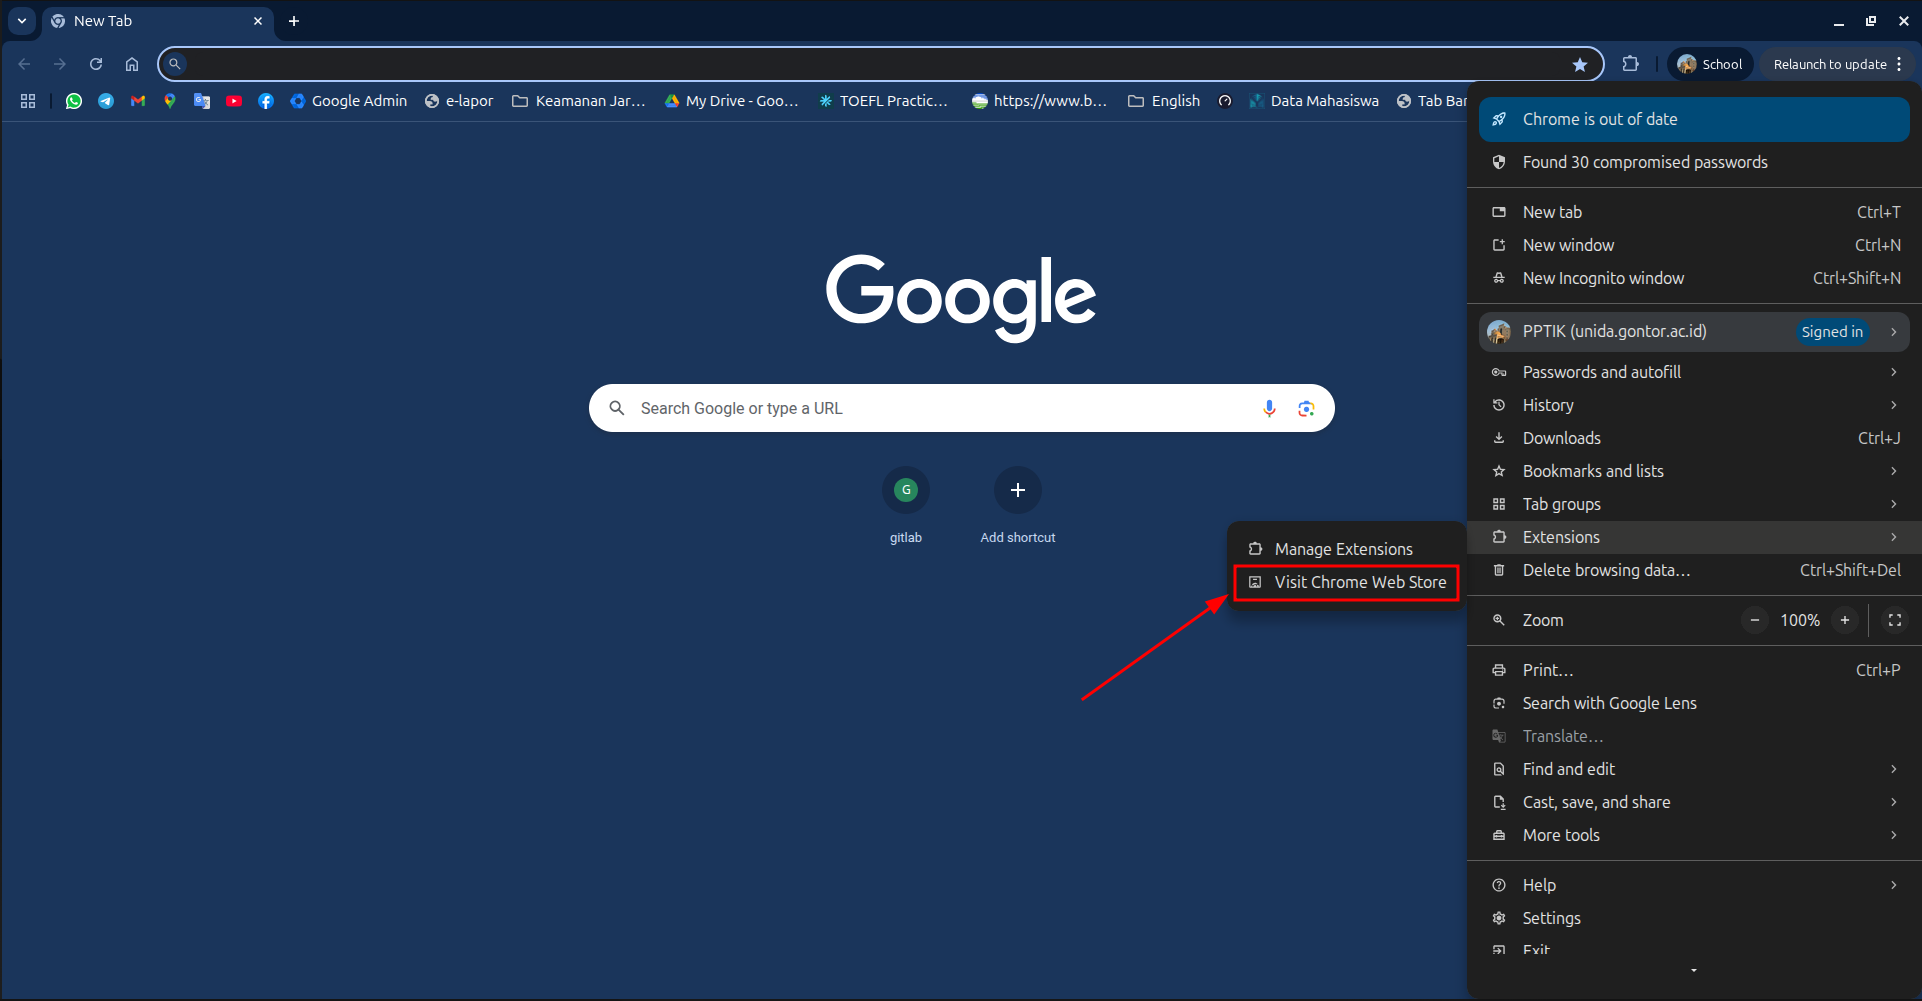 New Tab
School
Relaunch to update
Google Admin
e-lapor
Keamanan Jar...
My Drive - Goo...
TOEFL Practic...
https://www.b...
English
Data Mahasiswa
Tab Bar
Chrome is out of date
Found 30 compromised passwords
New tab Ctrl+T
New window Ctrl+N
New Incognito window Ctrl+Shift+N
Google
PPTIK (unida.gontor.ac.id) Signed in
Passwords and autofill
History
Search Google or type a URL
Downloads Ctrl+J
Bookmarks and lists
G
Tab groups
gitlab
Add shortcut
Extensions
Manage Extensions
Visit Chrome Web Store
Delete browsing data... Ctrl+Shift+Del
Zoom - 100% +
Print... Ctrl+P
Search with Google Lens
Translate...
Find and edit
Cast, save, and share
More tools
Help
Settings
Exit